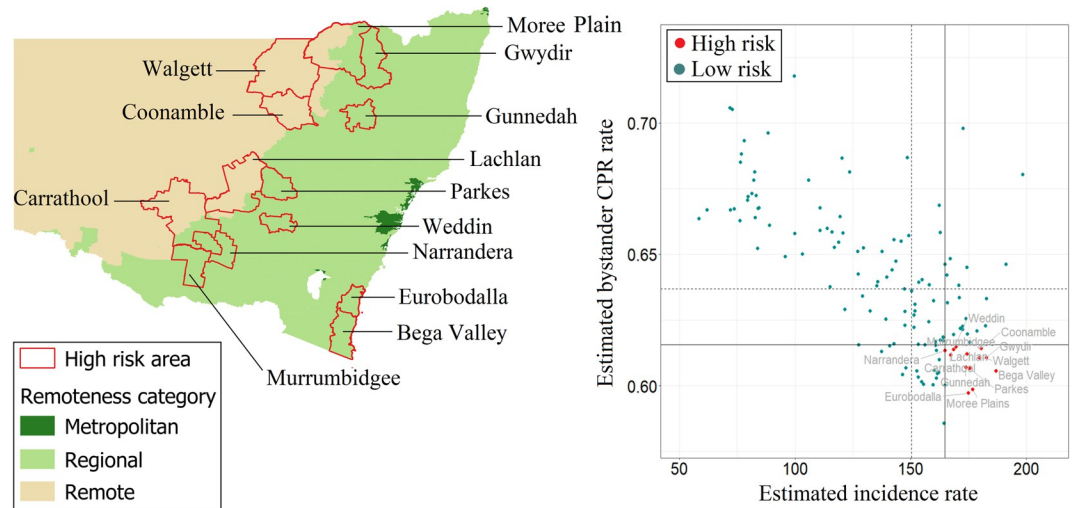 Moree Plain
Gwydir
Walgett
Coonamble
Gunnedah
Lachlan
Carrathool
Parkes
Weddin
Narrandera
Eurobodalla
Bega Valley
Murrumbidgee
High risk area
Remoteness category
Metropolitan
Regional
Remote
High risk
Low risk
Estimated bystander CPR rate
0.70
0.65
0.60
Weddin
Coonamble
Murrumbidgee
Gwydir
Narrandera
Lachlan
Walgett
Carrathool
Bega Valley
Gunnedah
Parkes
Eurobodalla
Moree Plains
50
100
150
200
Estimated incidence rate